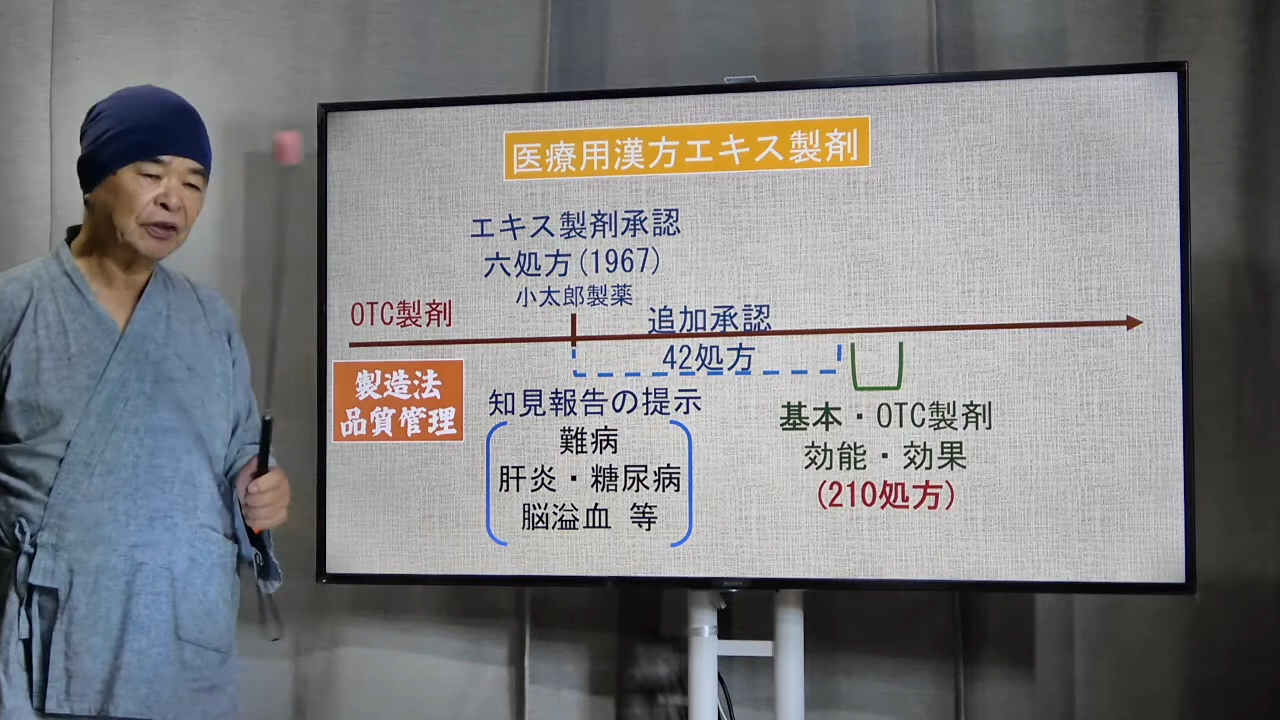 医療用漢方エキス製剤
エキス製剤承認
六処方(1967)
小太郎製薬
OTC製剤
追加承認
42処方
製造法
品質管理
知見報告の提示
難病
肝炎・糖尿病
脳溢血 等
基本・OTC製剤
効能・効果
(210処方)
SONY